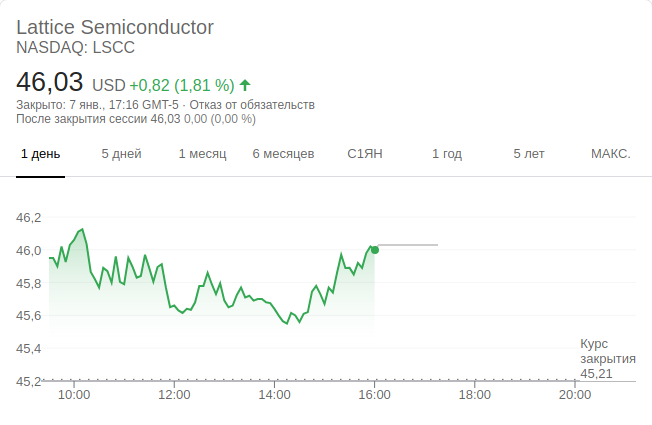 Lattice Semiconductor
NASDAQ: LSCC
46,03 USD +0,82 (1,81 %)
Закрыто: 7 янв., 17:16 GMT-5 · Отказ от обязательств
После закрытия сессии 46,03 0,00 (0,00 %)
1 день 5 дней 1 месяц 6 месяцев С1ЯН 1 год 5 лет МАКС.
46,2
46,0
45,8
45,6
45,4
Курс
закрытия
45,21
45,2
10:00 12:00 14:00 16:00 18:00 20:00